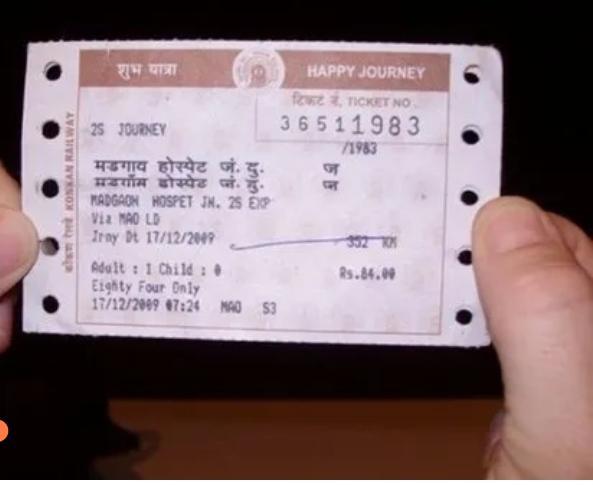 शुभ यात्रा
HAPPY JOURNEY
टिकट नं. TICKET NO.
36511983
/1983
2S JOURNEY
मडगाव होस्पेट जं. दु. ज
MADGAON HOSPET JN. 2S EXP
Via MAO LD
Jrny Dt 17/12/2009 352 KM
Adult : 1 Child : 0 Rs.84.00
Eighty Four Only
17/12/2009 07:24 MAO S3
कोंकण रेलवे KONKAN RAILWAY